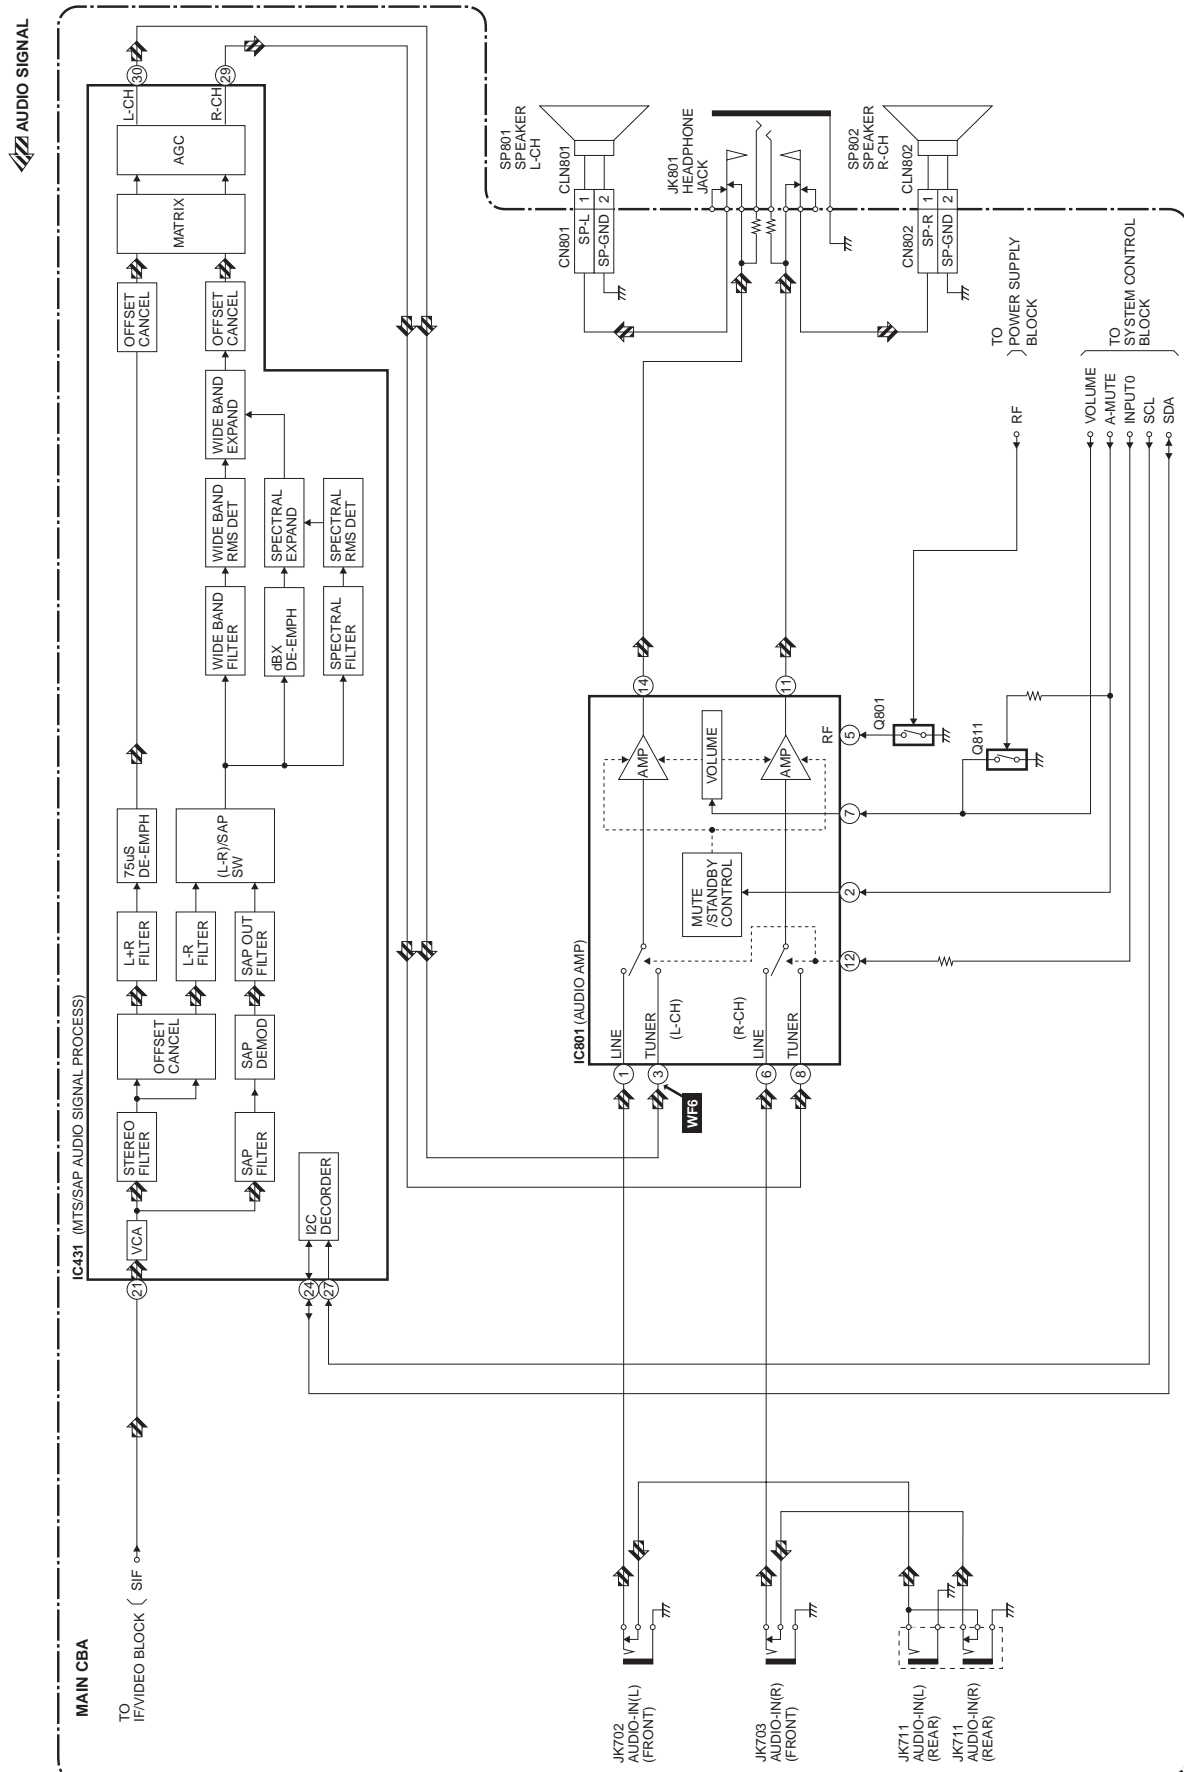 AUDIO SIGNAL
MAIN CBA
TO
IF/VIDEO BLOCK
SIF
IC431 (MTS/SAP AUDIO SIGNAL PROCESS)
21
VCA
STEREO
FILTER
OFFSET
CANCEL
L+R
FILTER
75uS
DE-EMPH
OFFSET
CANCEL
MATRIX
AGC
L-CH
30
R-CH
29
L-R
FILTER
(L-R)/SAP
SW
SAP
FILTER
SAP
DEMOD
SAP OUT
FILTER
WIDE BAND
FILTER
WIDE BAND
RMS DET
WIDE BAND
EXPAND
OFFSET
CANCEL
dBX
DE-EMPH
SPECTRAL
EXPAND
SPECTRAL
FILTER
SPECTRAL
RMS DET
24
27
I2C
DECORDER
SP801
SPEAKER
L-CH
CN801
CLN801
SP-L
1
SP-GND
2
JK801
HEADPHONE
JACK
SP802
SPEAKER
R-CH
CN802
CLN802
SP-R
1
SP-GND
2
IC801 (AUDIO AMP)
1
LINE
3
TUNER
(L-CH)
WF6
(R-CH)
6
LINE
8
TUNER
AMP
14
VOLUME
AMP
11
MUTE
/STANDBY
CONTROL
RF
5
7
2
12
Q801
Q811
RF
TO
POWER SUPPLY
BLOCK
VOLUME
A-MUTE
INPUT0
SCL
SDA
TO
SYSTEM CONTROL
BLOCK
JK702
AUDIO-IN(L)
(FRONT)
JK703
AUDIO-IN(R)
(FRONT)
JK711
AUDIO-IN(L)
(REAR)
JK711
AUDIO-IN(R)
(REAR)